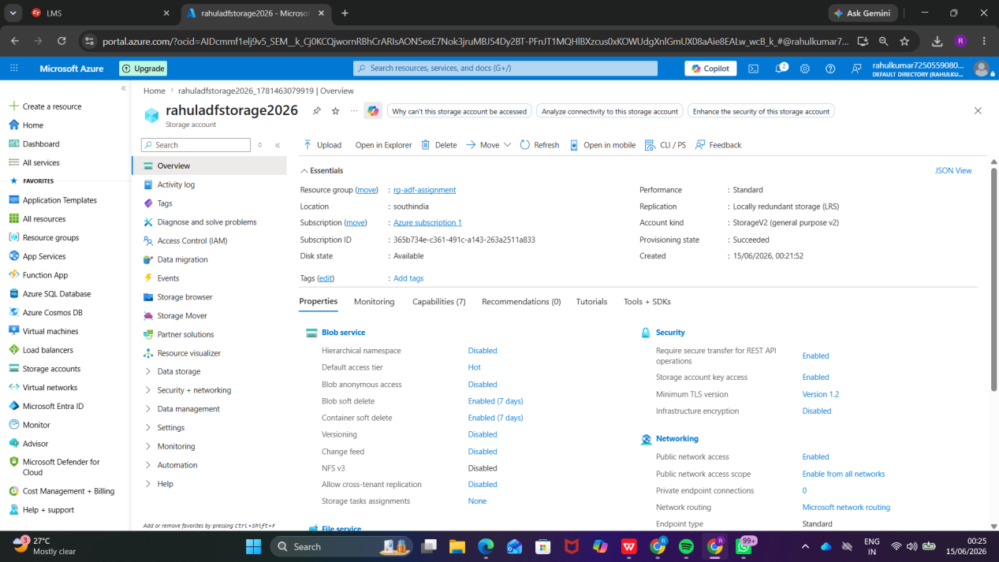 LMS
rahuladfstorage2026 - Microsof
Ask Gemini
portal.azure.com/?ocid=AIDcmmf1elj9v5_SEM__k_Cj0KCQjwornRBhCrARIsAON5exE7Nok3jruMBJ54Dy2BT-PFnJT1MQHlBXzcus0xKOWUdgXnlGmUX08aAie8EALw_wcB_k_#@rahulkumar7...
R
Microsoft Azure
Upgrade
Search resources, services, and docs (G+/)
Copilot
2
rahulkumar7250559080...
DEFAULT DIRECTORY (RAHULKU...
Create a resource
Home
Dashboard
All services
FAVORITES
Application Templates
All resources
Resource groups
App Services
Function App
Azure SQL Database
Azure Cosmos DB
Virtual machines
Load balancers
Storage accounts
Virtual networks
Microsoft Entra ID
Monitor
Advisor
Microsoft Defender for
Cloud
Cost Management + Billing
Help + support
Home > rahuladfstorage2026_1781463079919 | Overview
rahuladfstorage2026
Storage account
Why can't this storage account be accessed
Analyze connectivity to this storage account
Enhance the security of this storage account
Search
Overview
Activity log
Tags
Diagnose and solve problems
Access Control (IAM)
Data migration
Events
Storage browser
Storage Mover
Partner solutions
Resource visualizer
Data storage
Security + networking
Data management
Settings
Monitoring
Automation
Help
Add or remove favorites by pressing Ctrl+Shift+F
Upload Open in Explorer Delete Move Refresh Open in mobile CLI / PS Feedback
Essentials
JSON View
Resource group (move) : rg-adf-assignment
Location : southindia
Subscription (move) : Azure subscription 1
Subscription ID : 365b734e-c361-491c-a143-263a2511a833
Disk state : Available
Performance : Standard
Replication : Locally redundant storage (LRS)
Account kind : StorageV2 (general purpose v2)
Provisioning state : Succeeded
Created : 15/06/2026, 00:21:52
Tags (edit) : Add tags
Properties Monitoring Capabilities (7) Recommendations (0) Tutorials Tools + SDKs
Blob service
Hierarchical namespace Disabled
Default access tier Hot
Blob anonymous access Disabled
Blob soft delete Enabled (7 days)
Container soft delete Enabled (7 days)
Versioning Disabled
Change feed Disabled
NFS v3 Disabled
Allow cross-tenant replication Disabled
Storage tasks assignments None
File service
Security
Require secure transfer for REST API
operations Enabled
Storage account key access Enabled
Minimum TLS version Version 1.2
Infrastructure encryption Disabled
Networking
Public network access Enabled
Public network access scope Enable from all networks
Private endpoint connections 0
Network routing Microsoft network routing
Endpoint type Standard
3
27°C
Mostly clear
Search
99+
ENG
IN
00:25
15/06/2026